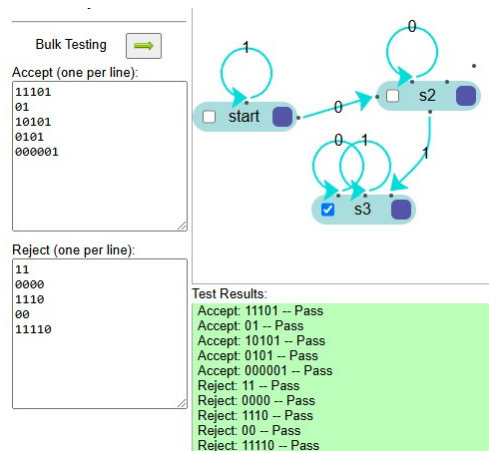 Bulk Testing
Accept (one per line):
11101
01
10101
0101
000001
Reject (one per line):
11
0000
1110
00
11110
1
0
start
0
s2
0
1
1
s3
Test Results:
Accept: 11101 -- Pass
Accept: 01 -- Pass
Accept: 10101 -- Pass
Accept: 0101 -- Pass
Accept: 000001 -- Pass
Reject: 11 -- Pass
Reject: 0000 -- Pass
Reject: 1110 -- Pass
Reject: 00 -- Pass
Reject: 11110 -- Pass